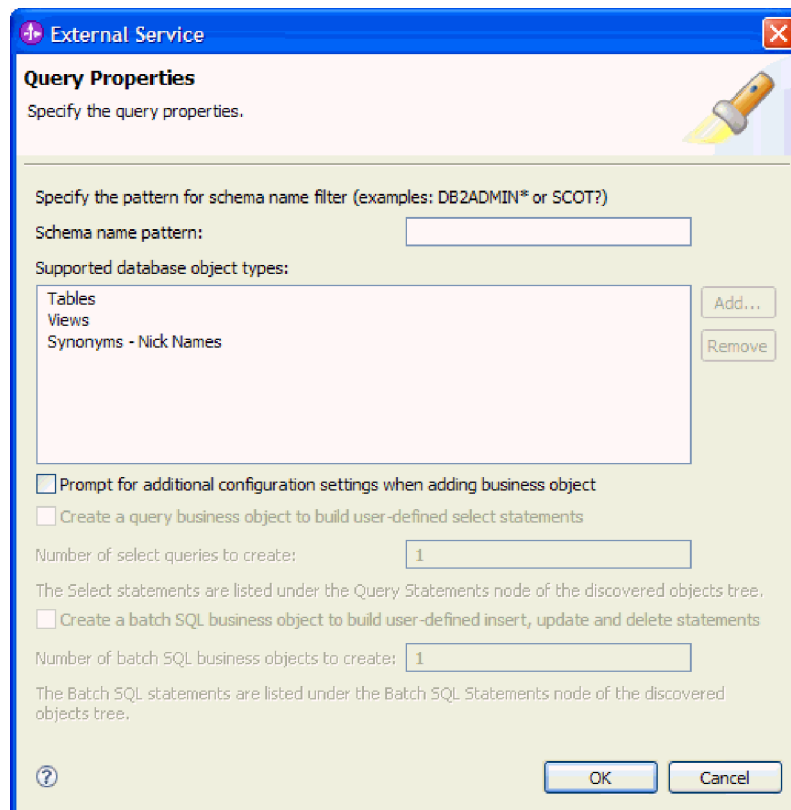 External Service
Query Properties
Specify the query properties.
Specify the pattern for schema name filter (examples: DB2ADMIN* or SCOT?)
Schema name pattern:
Supported database object types:
Tables
Views
Synonyms - Nick Names
Add...
Remove
Prompt for additional configuration settings when adding business object
Create a query business object to build user-defined select statements
Number of select queries to create: 1
The Select statements are listed under the Query Statements node of the discovered objects tree.
Create a batch SQL business object to build user-defined insert, update and delete statements
Number of batch SQL business objects to create: 1
The Batch SQL statements are listed under the Batch SQL Statements node of the discovered
objects tree.
? OK Cancel